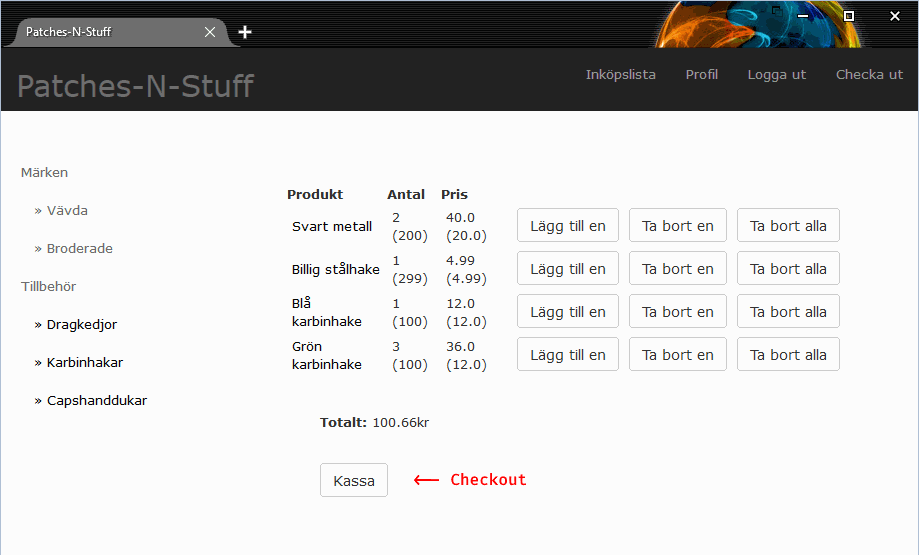 Patches-N-Stuff
Patches-N-Stuff
Inköpslista Profil Logga ut Checka ut
Märken
» Vävda
» Broderade
Tillbehör
» Dragkedjor
» Karbinhakar
» Capshanddukar
Produkt Antal Pris
Svart metall 2 (200) 40.0 (20.0) Lägg till en Ta bort en Ta bort alla
Billig stålhake 1 (299) 4.99 (4.99) Lägg till en Ta bort en Ta bort alla
Blå karbinhake 1 (100) 12.0 (12.0) Lägg till en Ta bort en Ta bort alla
Grön karbinhake 3 (100) 36.0 (12.0) Lägg till en Ta bort en Ta bort alla
Totalt: 100.66kr
Kassa ← Checkout